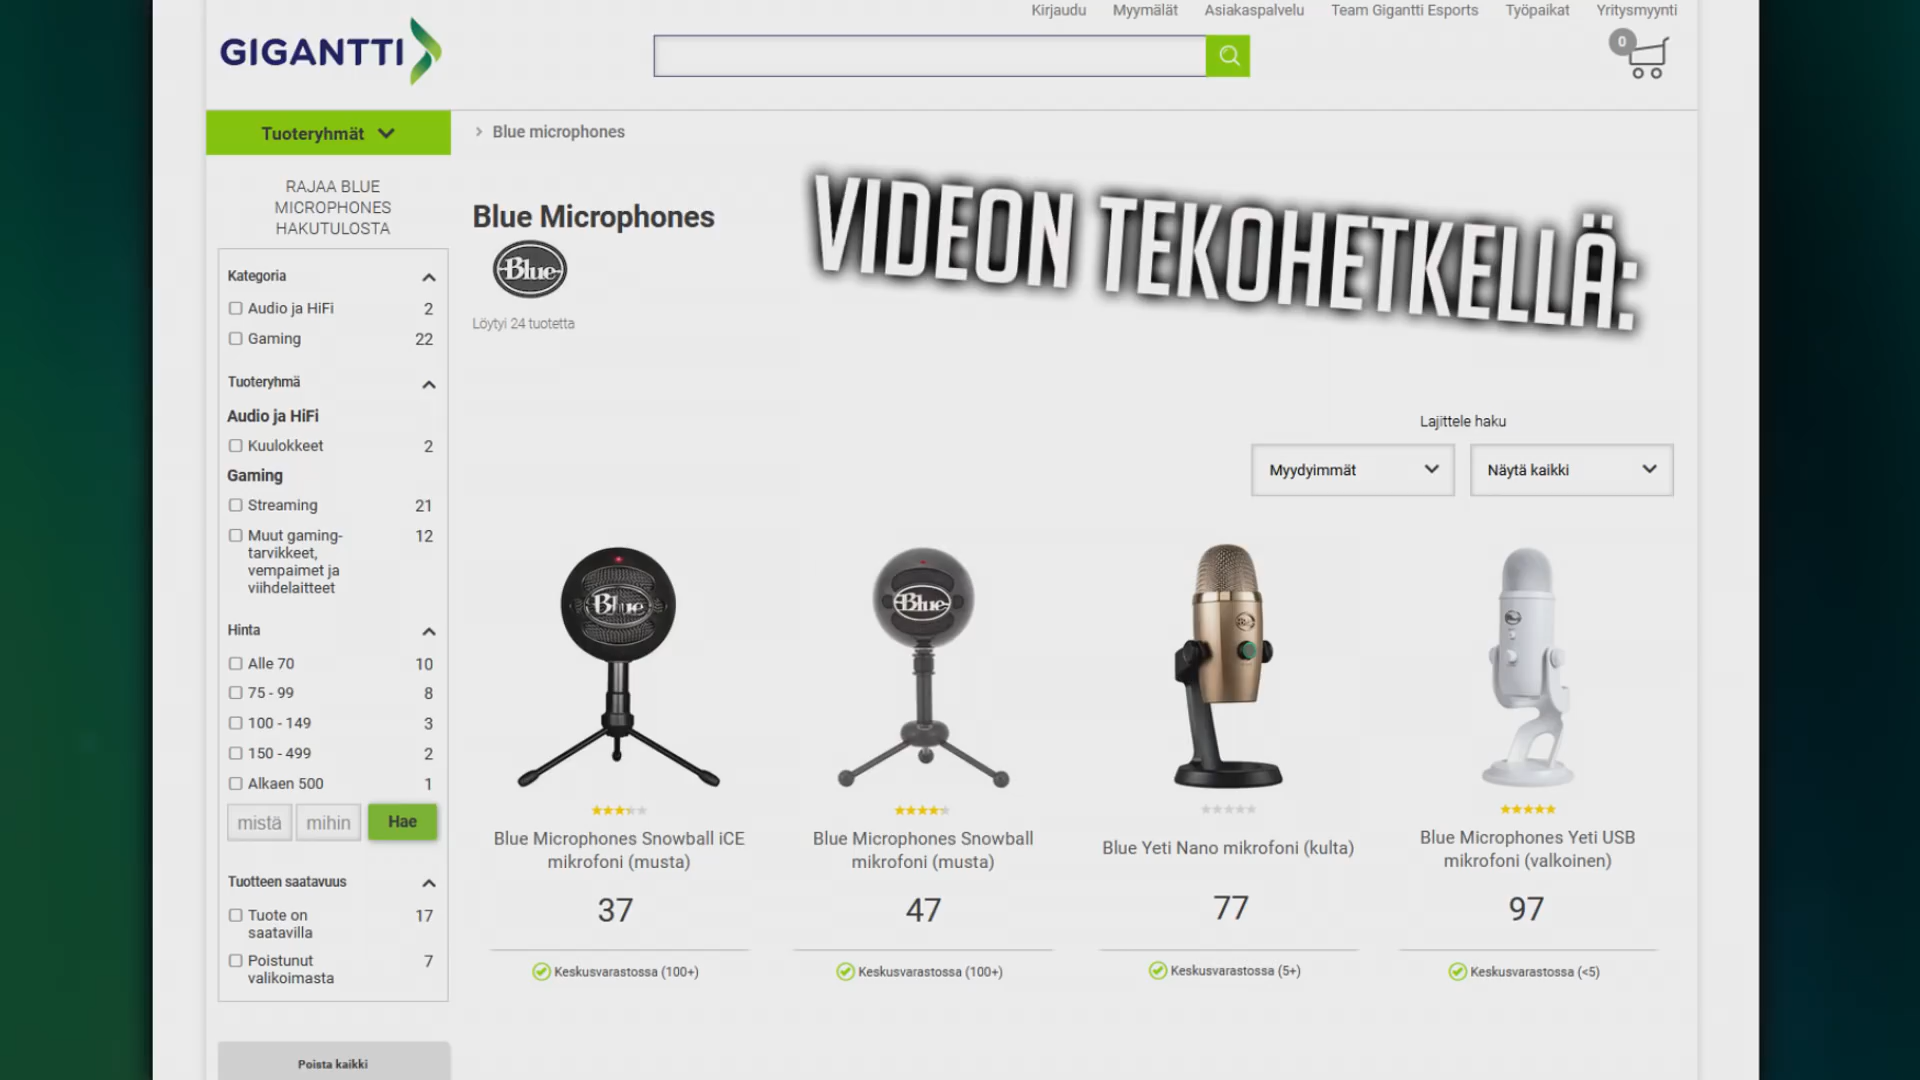 Kirjaudu Myymälät Asiakaspalvelu Team Gigantti Esports Työpaikat Yritysmyynti
GIGANTTI
0
Tuoteryhmät
Blue microphones
RAJAA BLUE
MICROPHONES
HAKUTULOSTA
Blue Microphones
Blue
Löytyi 24 tuotetta
VIDEON TEKOHETKELLÄ:
Kategoria
Audio ja HiFi 2
Gaming 22
Tuoteryhmä
Audio ja HiFi
Kuulokkeet 2
Gaming
Streaming 21
Muut gaming- 12
tarvikkeet,
vempaimet ja
viihdelaitteet
Hinta
Alle 70 10
75 - 99 8
100 - 149 3
150 - 499 2
Alkaen 500 1
mistä mihin Hae
Tuotteen saatavuus
Tuote on 17
saatavilla
Poistunut 7
valikoimasta
Poista kaikki
Lajittele haku
Myydyimmät Näytä kaikki
Blue
Blue Microphones Snowball iCE
mikrofoni (musta)
37
Keskusvarastossa (100+)
Blue
Blue Microphones Snowball
mikrofoni (musta)
47
Keskusvarastossa (100+)
Blue Yeti Nano mikrofoni (kulta)
77
Keskusvarastossa (5+)
Blue Microphones Yeti USB
mikrofoni (valkoinen)
97
Keskusvarastossa (<5)